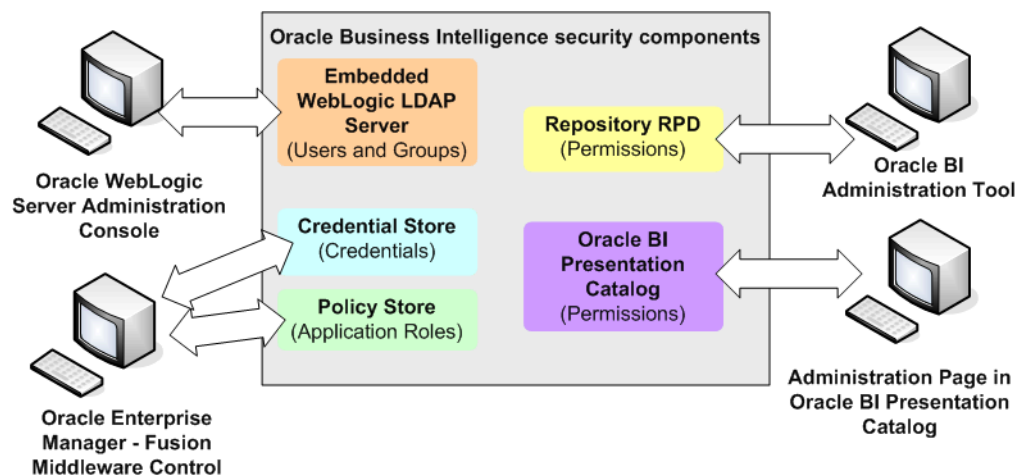 Oracle Business Intelligence security components
Embedded
WebLogic LDAP
Server
(Users and Groups)
Repository RPD
(Permissions)
Oracle WebLogic
Server Administration
Console
Oracle BI
Administration Tool
Credential Store
(Credentials)
Oracle BI
Presentation
Catalog
(Permissions)
Policy Store
(Application Roles)
Oracle Enterprise
Manager - Fusion
Middleware Control
Administration Page in
Oracle BI Presentation
Catalog